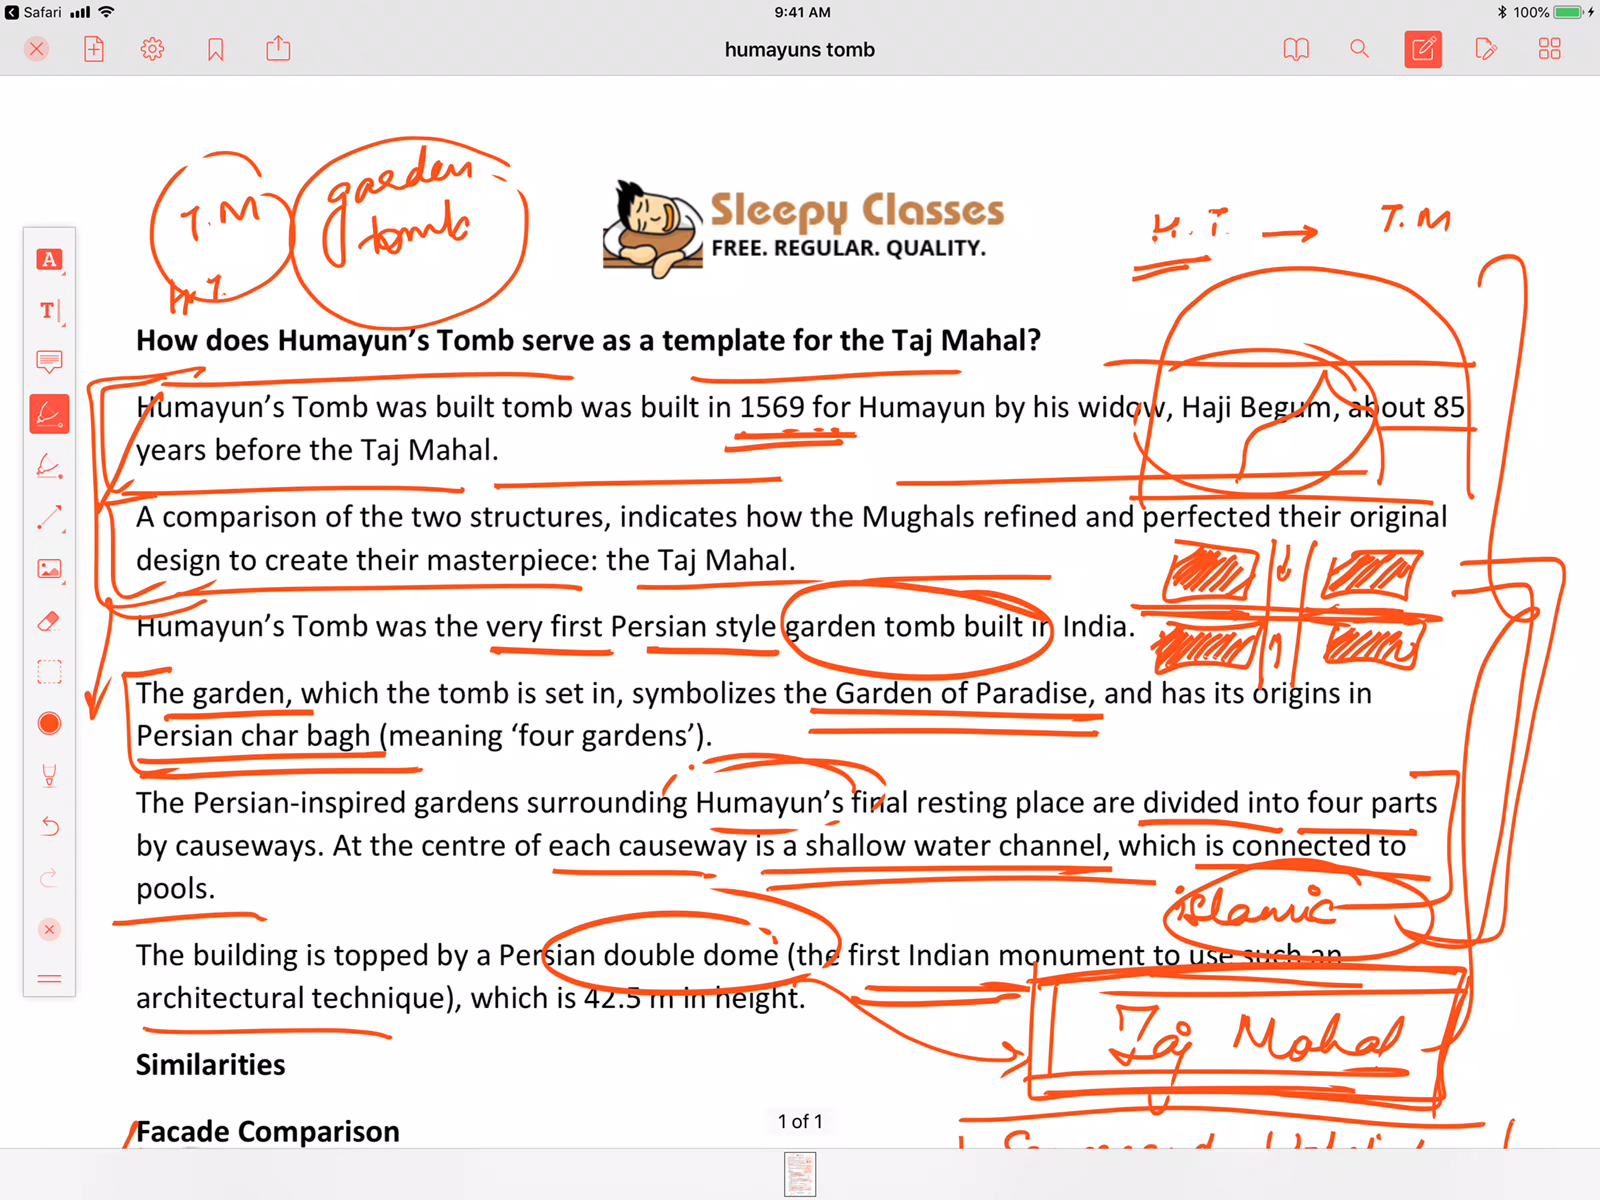 Safari
9:41 AM
100%
humayuns tomb
T.M
garden
tomb
H.T.
Sleepy Classes
FREE. REGULAR. QUALITY.
H.T. → T.M
How does Humayun's Tomb serve as a template for the Taj Mahal?
Humayun's Tomb was built tomb was built in 1569 for Humayun by his widow, Haji Begum, about 85
years before the Taj Mahal.
A comparison of the two structures, indicates how the Mughals refined and perfected their original
design to create their masterpiece: the Taj Mahal.
Humayun's Tomb was the very first Persian style garden tomb built in India.
The garden, which the tomb is set in, symbolizes the Garden of Paradise, and has its origins in
Persian char bagh (meaning 'four gardens').
The Persian-inspired gardens surrounding Humayun's final resting place are divided into four parts
by causeways. At the centre of each causeway is a shallow water channel, which is connected to
pools.
islamic
The building is topped by a Persian double dome (the first Indian monument to use such an
architectural technique), which is 42.5 m in height.
Taj Mahal
Similarities
1 of 1
Facade Comparison